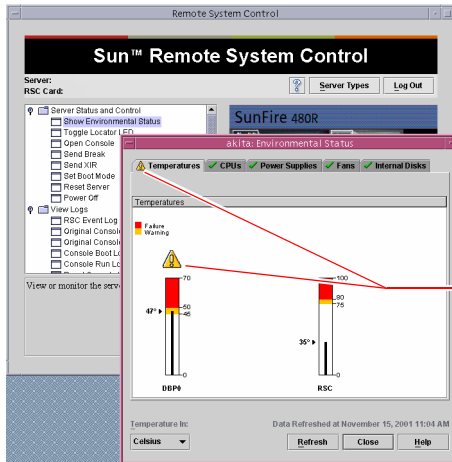 Remote System Control
Sun™ Remote System Control
Server:
RSC Card:
Server Types
Log Out
Server Status and Control
Show Environmental Status
Toggle Locator LED
Open Console
Send Break
Send XIR
Set Boot Mode
Reset Server
Power Off
View Logs
RSC Event Log
Original Consol
Original Consol
Console Boot Lo
Console Run Lo
View or monitor the serve
SunFire 480R
akita: Environmental Status
Temperatures
CPUs
Power Supplies
Fans
Internal Disks
Temperatures
Failure
Warning
70
50
47°
45
0
DBP0
100
80
75
35°
0
RSC
Temperature In:
Data Refreshed at November 15, 2001 11:04 AM
Celsius
Refresh
Close
Help